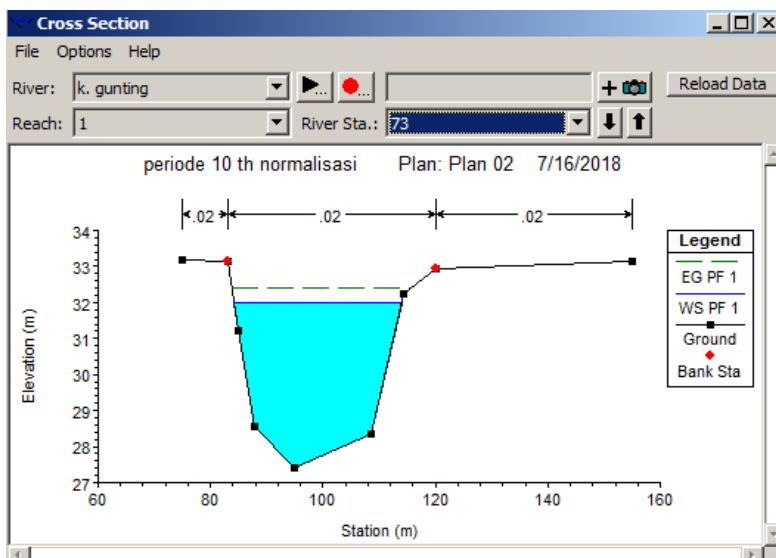 Cross Section
File Options Help
River: k. gunting Reload Data
Reach: 1 River Sta.: 73
periode 10 th normalisasi Plan: Plan 02 7/16/2018
.02 .02 .02
34
33
32
31
30
29
28
27
60 80 100 120 140 160
Elevation (m)
Station (m)
Legend
EG PF 1
WS PF 1
Ground
Bank Sta